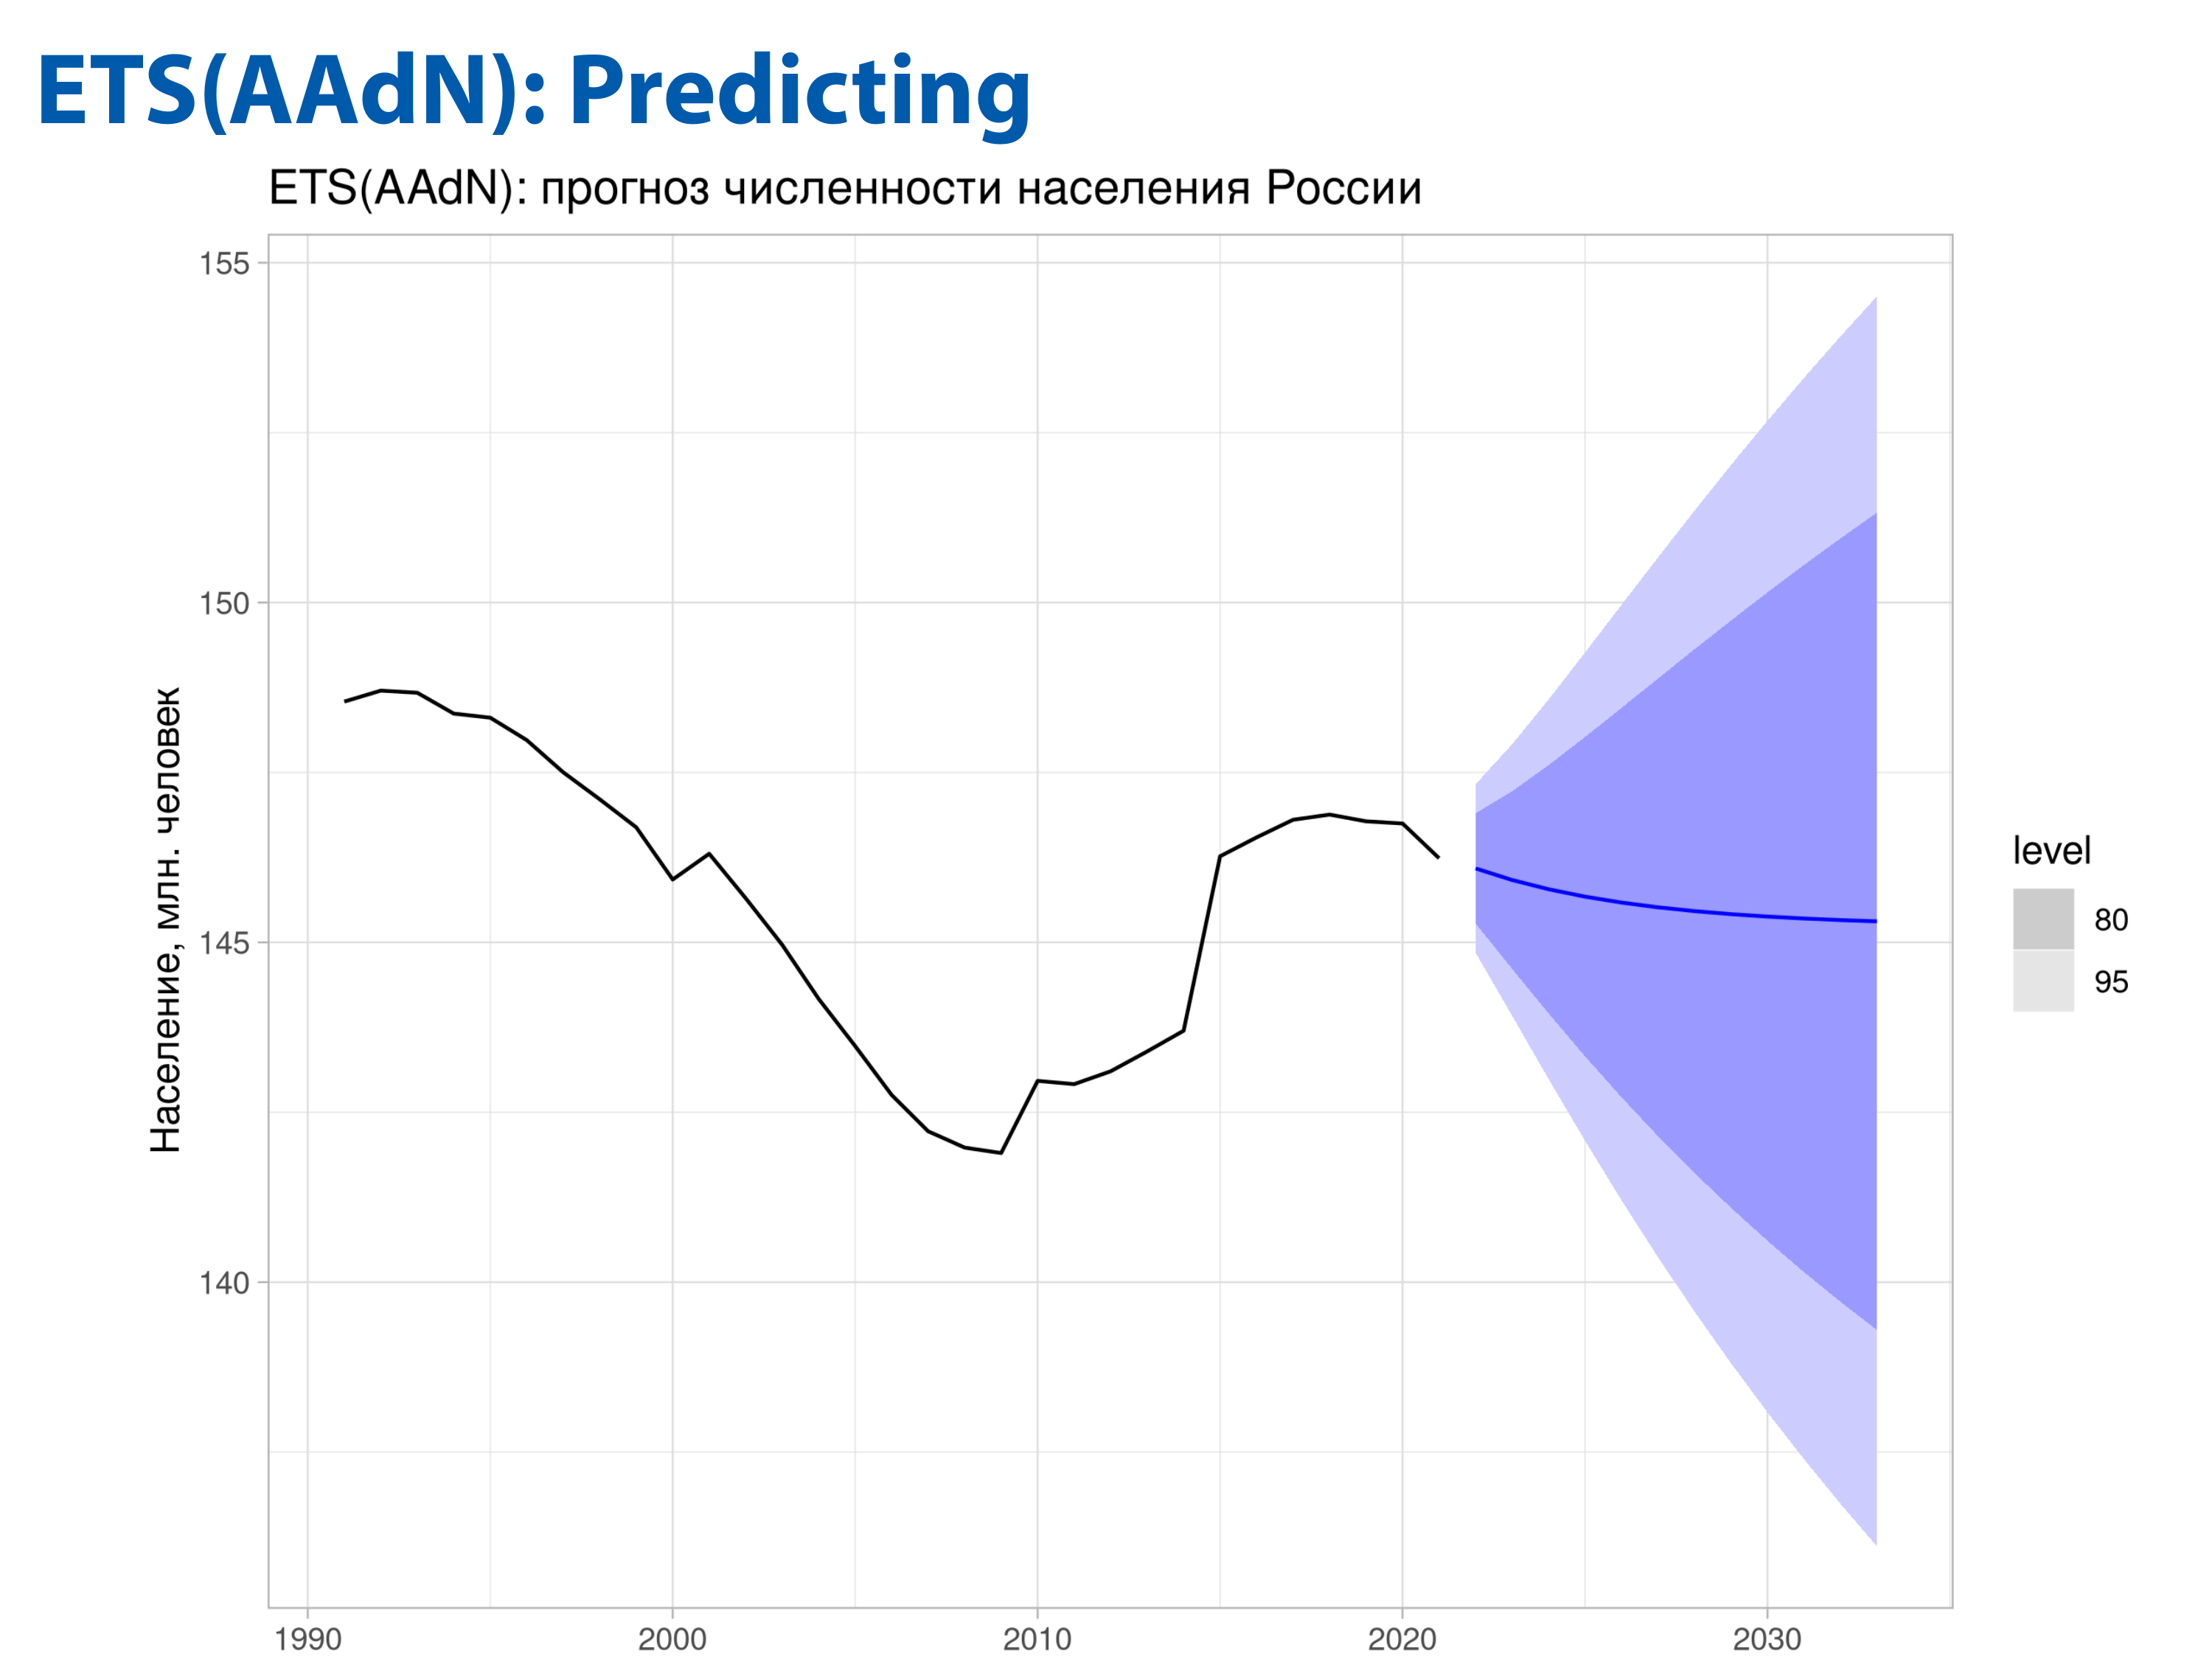 ETS(AAdN): Predicting
ETS(AAdN): прогноз численности населения России
Население, млн. человек
155
150
145
140
1990
2000
2010
2020
2030
level
80
95